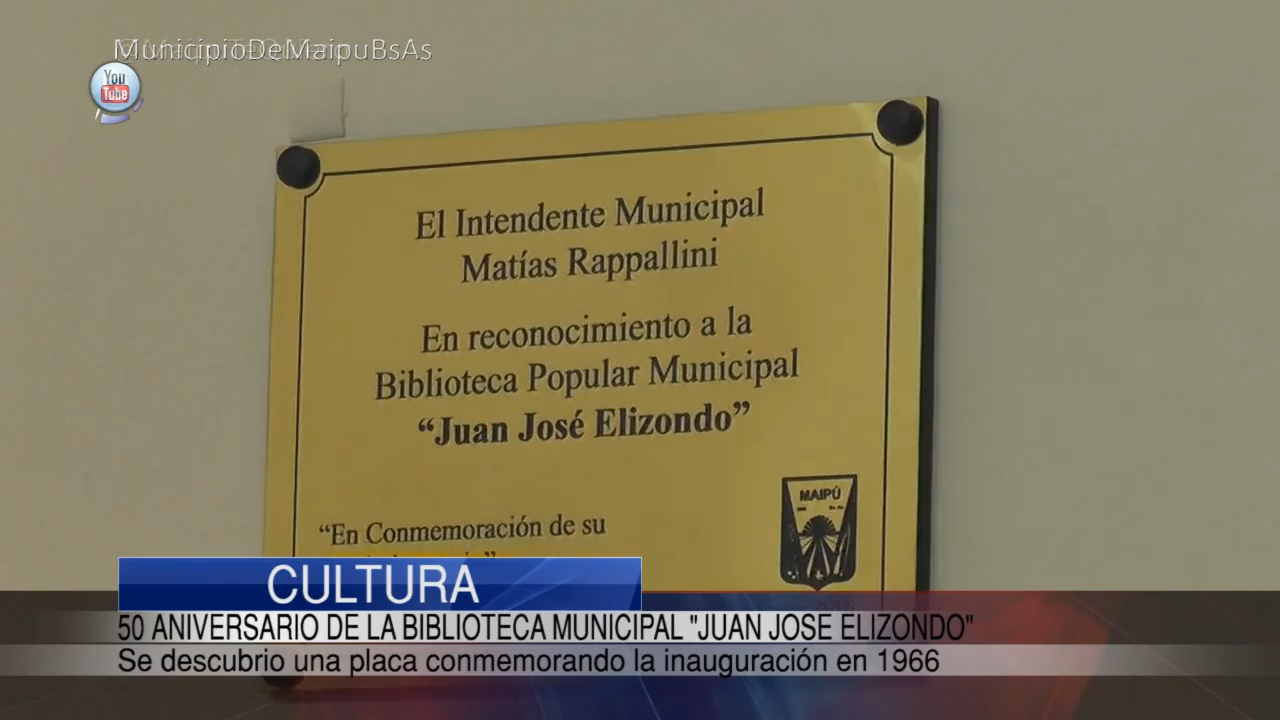 MunicipioDeMaipuBsAs
You
Tube
El Intendente Municipal
Matías Rappallini
En reconocimiento a la
Biblioteca Popular Municipal
“Juan José Elizondo”
MAIPÚ
“En Conmemoración de su
CULTURA
50 ANIVERSARIO DE LA BIBLIOTECA MUNICIPAL "JUAN JOSE ELIZONDO"
Se descubrio una placa conmemorando la inauguración en 1966